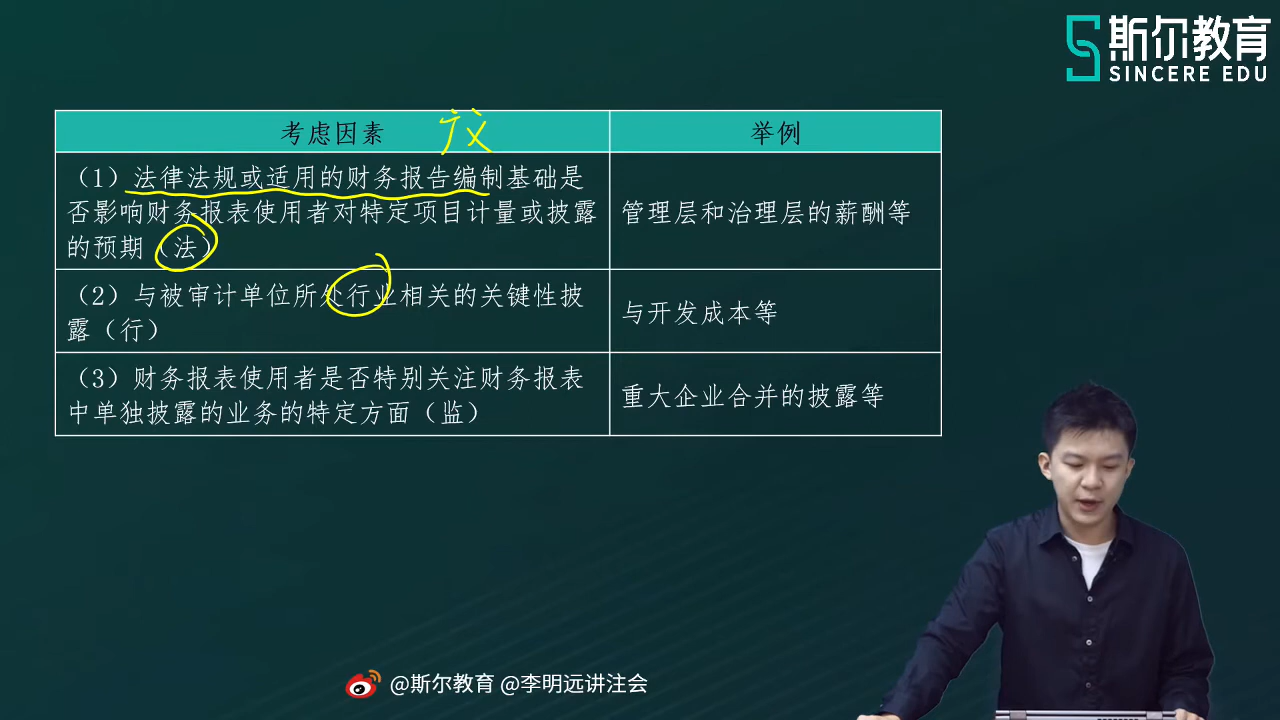 斯尔教育
SINCERE EDU
考虑因素
举例
（1）法律法规或适用的财务报告编制基础是
否影响财务报表使用者对特定项目计量或披露
的预期（法）
管理层和治理层的薪酬等
（2）与被审计单位所处行业相关的关键性披
露（行）
与开发成本等
（3）财务报表使用者是否特别关注财务报表
中单独披露的业务的特定方面（监）
重大企业合并的披露等
@斯尔教育 @李明远讲注会